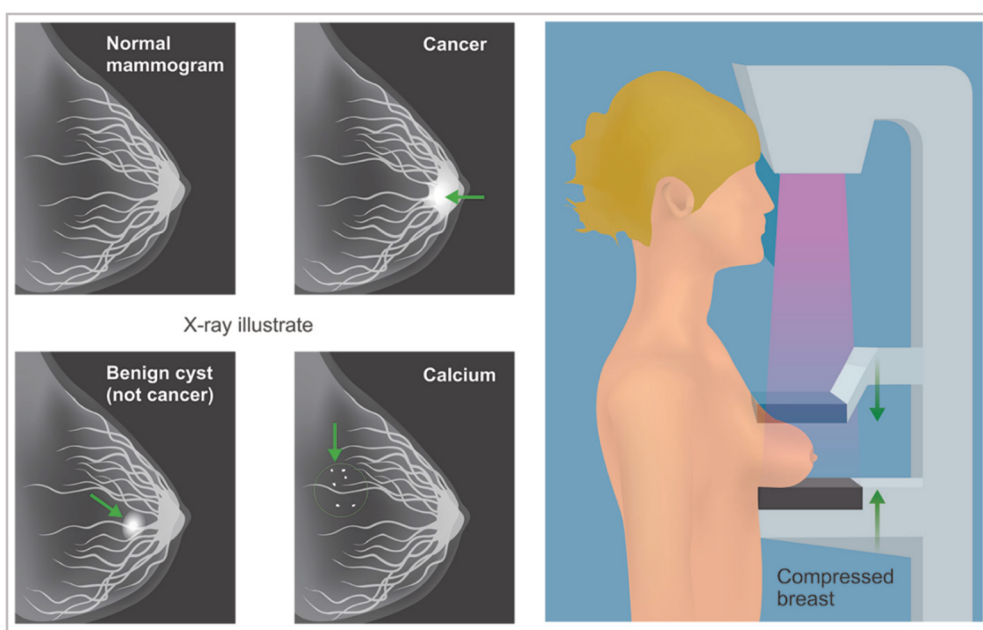 Normal
mammogram
Cancer
X-ray illustrate
Benign cyst
(not cancer)
Calcium
Compressed
breast